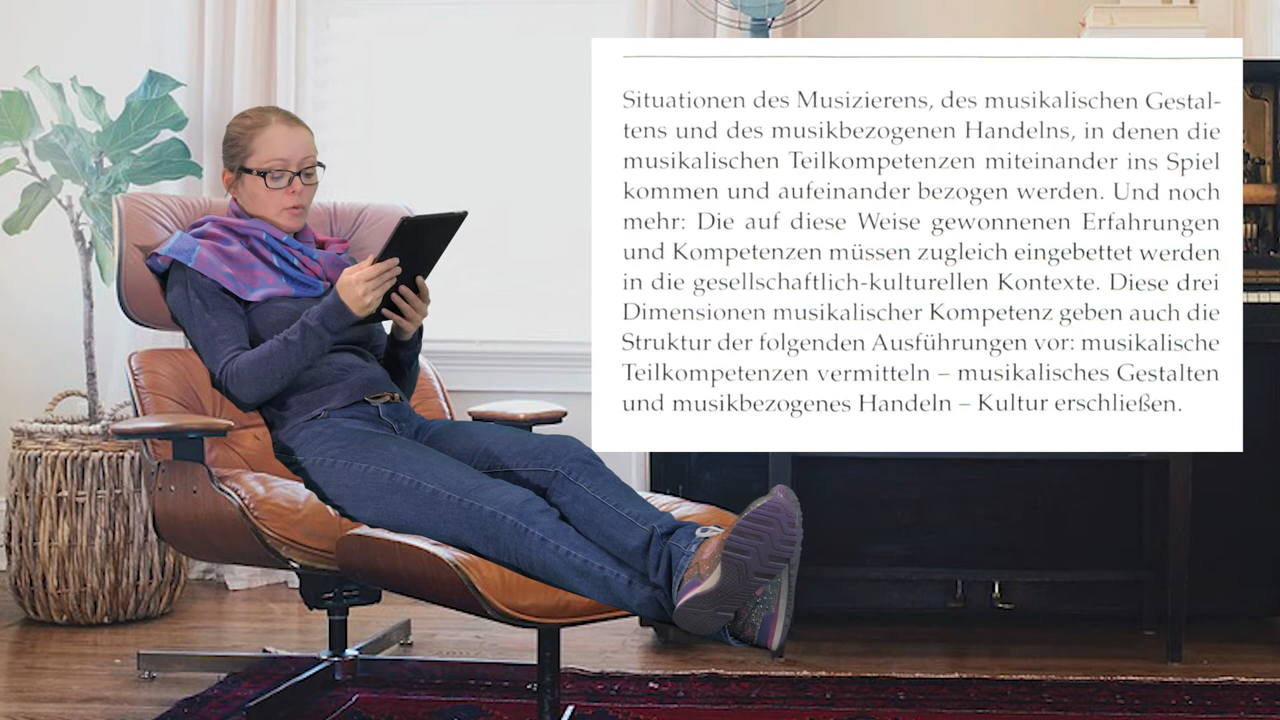 Situationen des Musizierens, des musikalischen Gestal-
tens und des musikbezogenen Handelns, in denen die
musikalischen Teilkompetenzen miteinander ins Spiel
kommen und aufeinander bezogen werden. Und noch
mehr: Die auf diese Weise gewonnenen Erfahrungen
und Kompetenzen müssen zugleich eingebettet werden
in die gesellschaftlich-kulturellen Kontexte. Diese drei
Dimensionen musikalischer Kompetenz geben auch die
Struktur der folgenden Ausführungen vor: musikalische
Teilkompetenzen vermitteln – musikalisches Gestalten
und musikbezogenes Handeln – Kultur erschließen.